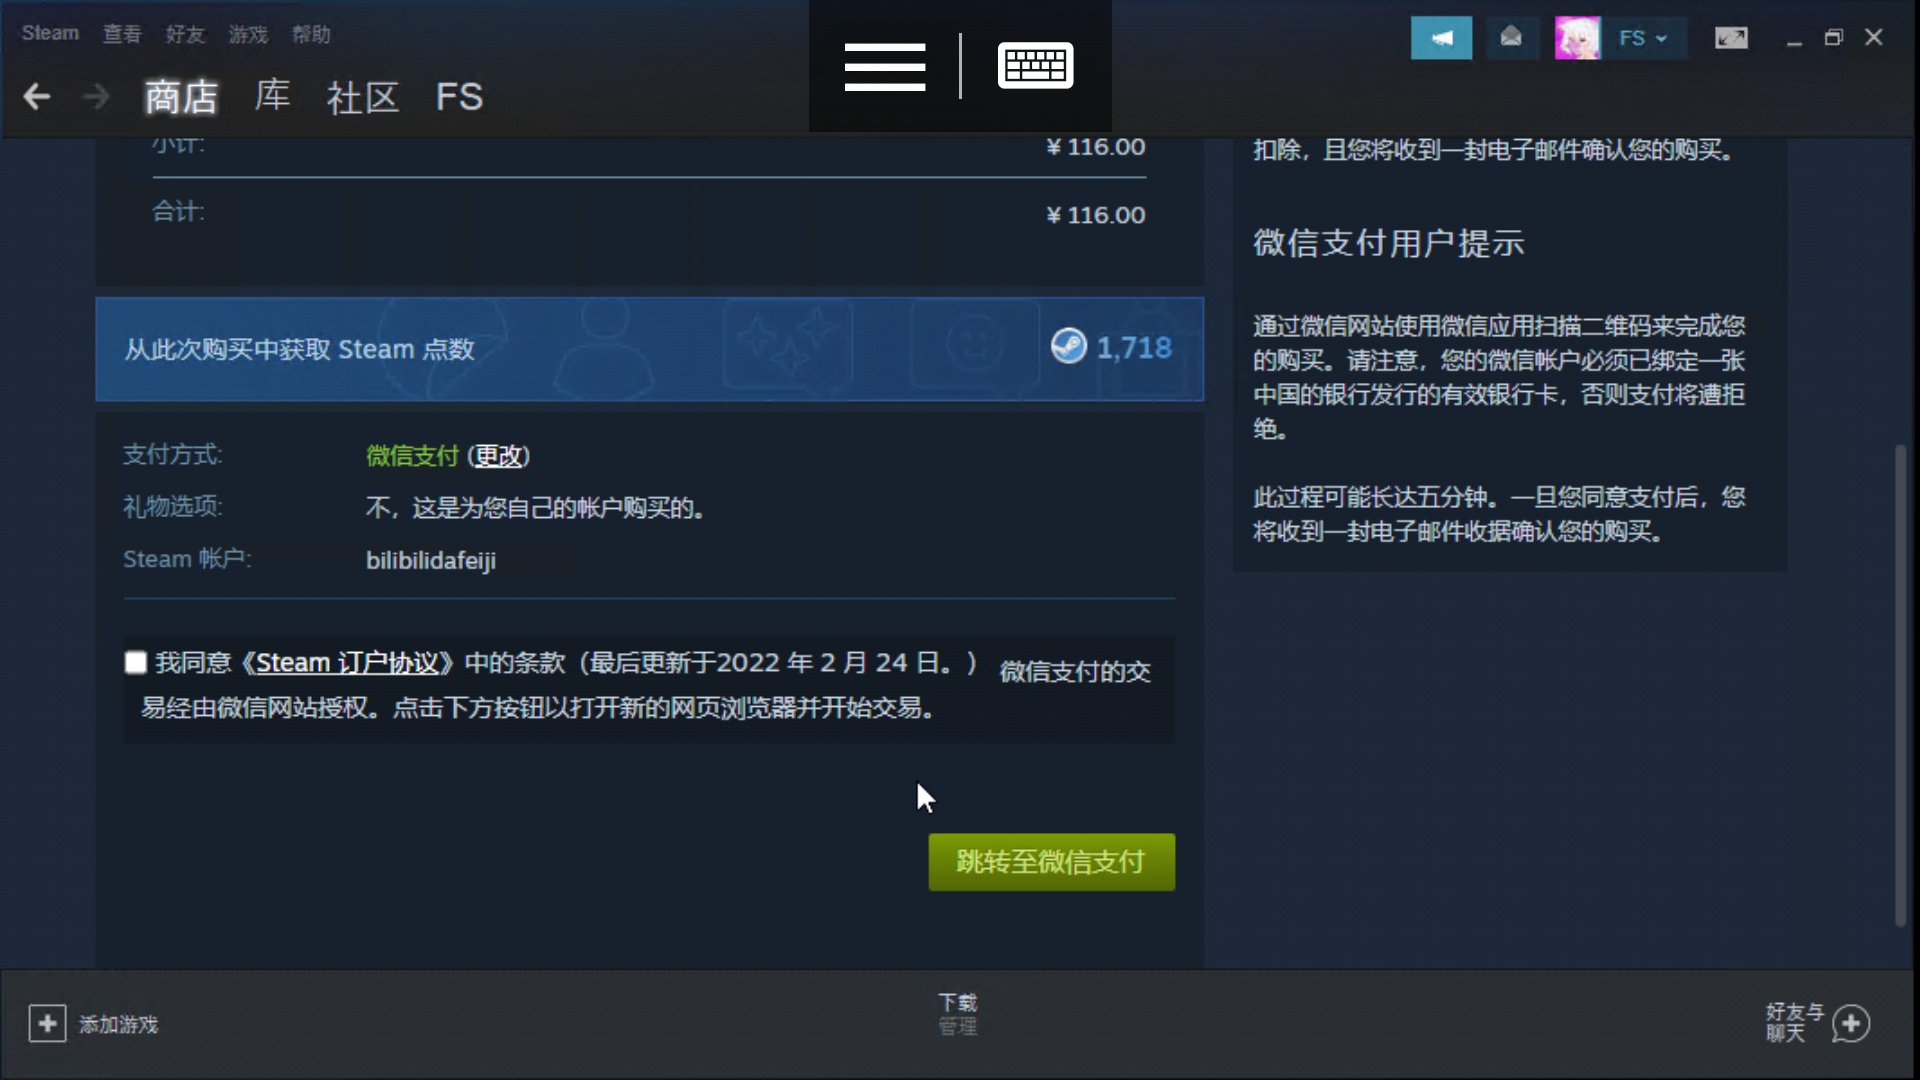 Steam 查看 好友 游戏 帮助
FS
商店 库 社区 FS
小计: ¥ 116.00
合计: ¥ 116.00
从此次购买中获取 Steam 点数 1,718
支付方式: 微信支付 (更改)
礼物选项: 不，这是为您自己的帐户购买的。
Steam 帐户: bilibilidafeiji
我同意《Steam 订户协议》中的条款（最后更新于2022 年 2 月 24 日。） 微信支付的交
易经由微信网站授权。点击下方按钮以打开新的网页浏览器并开始交易。
跳转至微信支付
扣除，且您将收到一封电子邮件确认您的购买。
微信支付用户提示
通过微信网站使用微信应用扫描二维码来完成您
的购买。请注意，您的微信帐户必须已绑定一张
中国的银行发行的有效银行卡，否则支付将遭拒
绝。
此过程可能长达五分钟。一旦您同意支付后，您
将收到一封电子邮件收据确认您的购买。
添加游戏
下载
管理
好友与
聊天